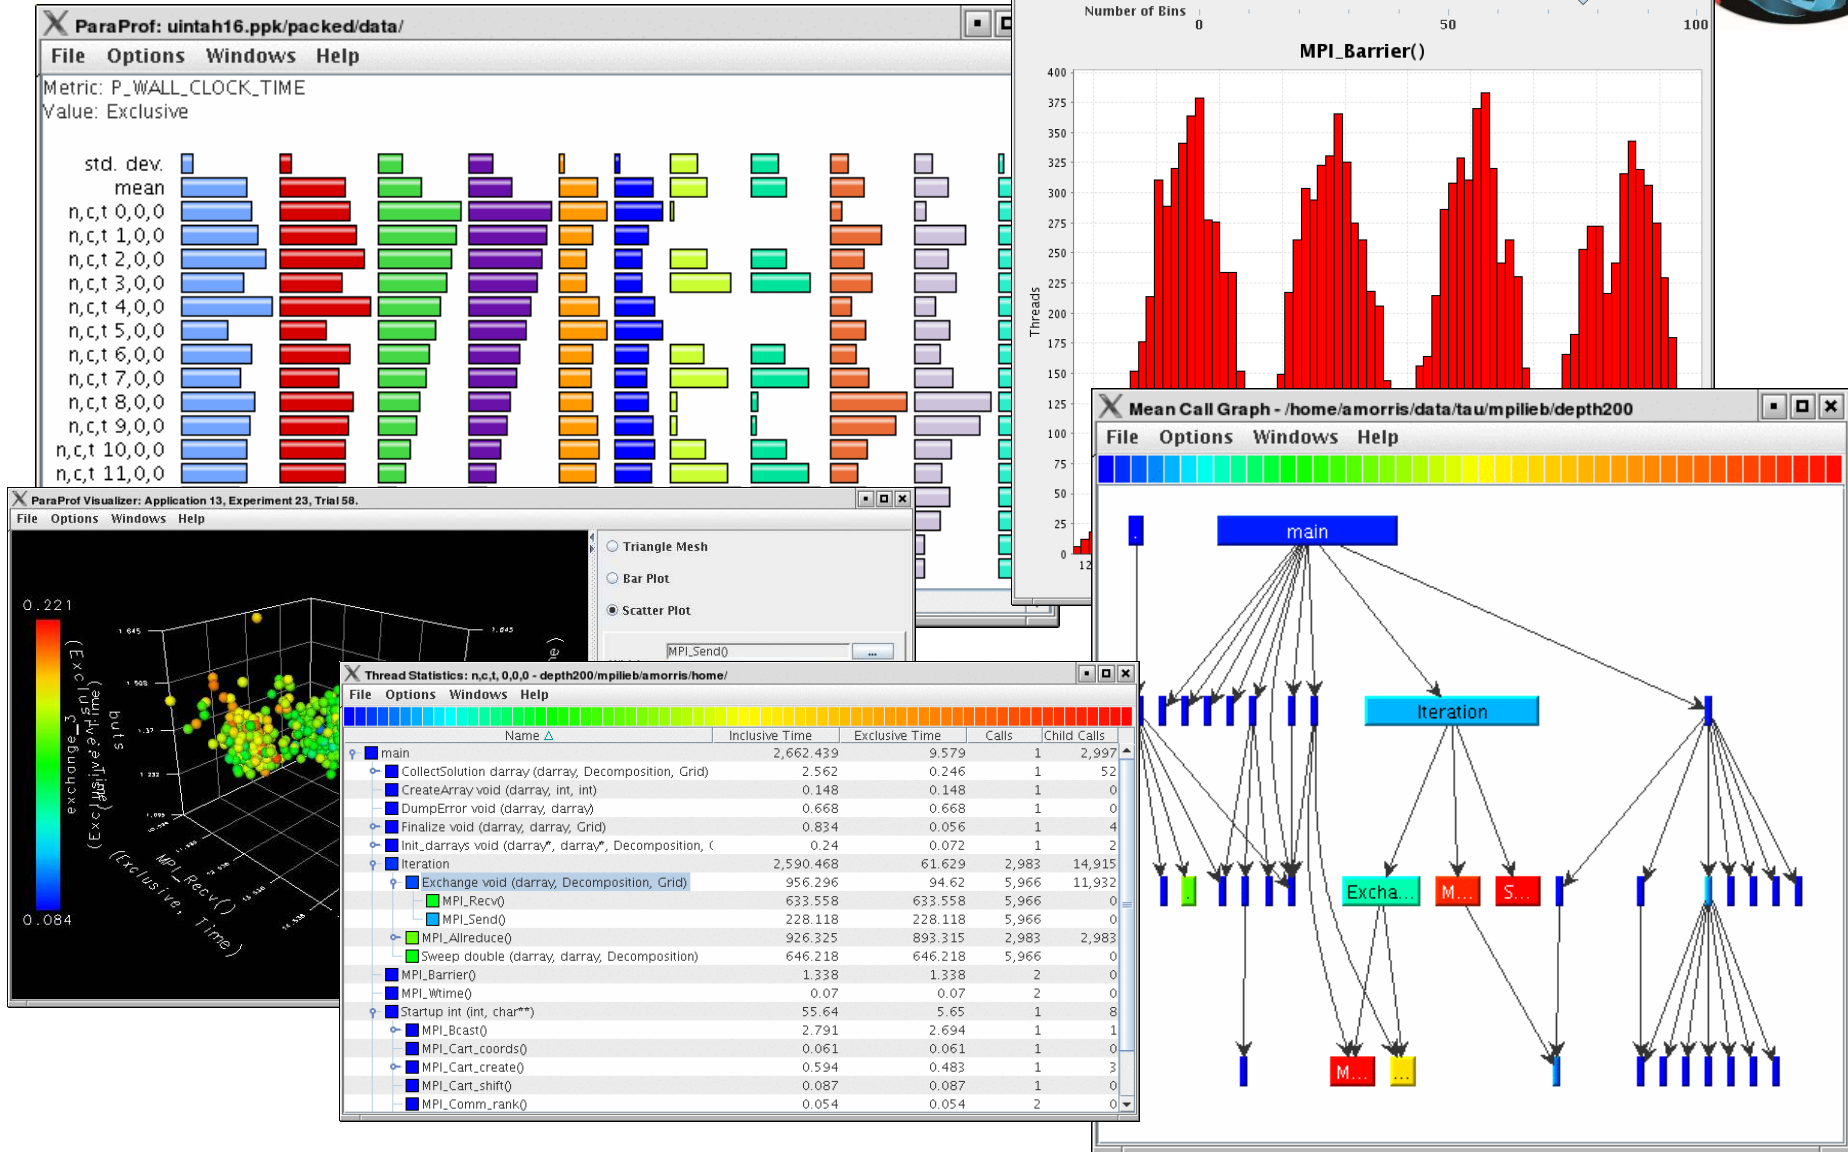 ParaProf: uintah16.ppk/packed/data/
File Options Windows Help
Metric: P_WALL_CLOCK_TIME
Value: Exclusive
std. dev.
mean
n,c,t 0,0,0
n,c,t 1,0,0
n,c,t 2,0,0
n,c,t 3,0,0
n,c,t 4,0,0
n,c,t 5,0,0
n,c,t 6,0,0
n,c,t 7,0,0
n,c,t 8,0,0
n,c,t 9,0,0
n,c,t 10,0,0
n,c,t 11,0,0
Number of Bins
0 50 100
MPI_Barrier()
400
375
350
325
300
275
250
225
200
175
150
125
100
75
50
25
0
Threads
12
Mean Call Graph - /home/amorris/data/tau/mpilieb/depth200
File Options Windows Help
.
main
Iteration
.
Excha...
M...
S...
M...
...
ParaProf Visualizer: Application 13, Experiment 23, Trial 58.
File Options Windows Help
Triangle Mesh
Bar Plot
Scatter Plot
MPI_Send()
...
0.221
0.084
1.645
1.645
1.37
1.232
1.095
exchange_3
MPI_Recv()
(Exclusive, Time)
Thread Statistics: n,c,t, 0,0,0 - depth200/mpilieb/amorris/home/
File Options Windows Help
Name △ Inclusive Time Exclusive Time Calls Child Calls
main 2,662.439 9.579 1 2,997
CollectSolution darray (darray, Decomposition, Grid) 2.562 0.246 1 52
CreateArray void (darray, int, int) 0.148 0.148 1 0
DumpError void (darray, darray) 0.668 0.668 1 0
Finalize void (darray, darray, Grid) 0.834 0.056 1 4
Init_darrays void (darray*, darray*, Decomposition, ( 0.24 0.072 1 2
Iteration 2,590.468 61.629 2,983 14,915
Exchange void (darray, Decomposition, Grid) 956.296 94.62 5,966 11,932
MPI_Recv() 633.558 633.558 5,966 0
MPI_Send() 228.118 228.118 5,966 0
MPI_Allreduce() 926.325 893.315 2,983 2,983
Sweep double (darray, darray, Decomposition) 646.218 646.218 5,966 0
MPI_Barrier() 1.338 1.338 2 0
MPI_Wtime() 0.07 0.07 2 0
Startup int (int, char**) 55.64 5.65 1 8
MPI_Bcast() 2.791 2.694 1 1
MPI_Cart_coords() 0.061 0.061 1 0
MPI_Cart_create() 0.594 0.483 1 3
MPI_Cart_shift() 0.087 0.087 1 0
MPI_Comm_rank() 0.054 0.054 2 0